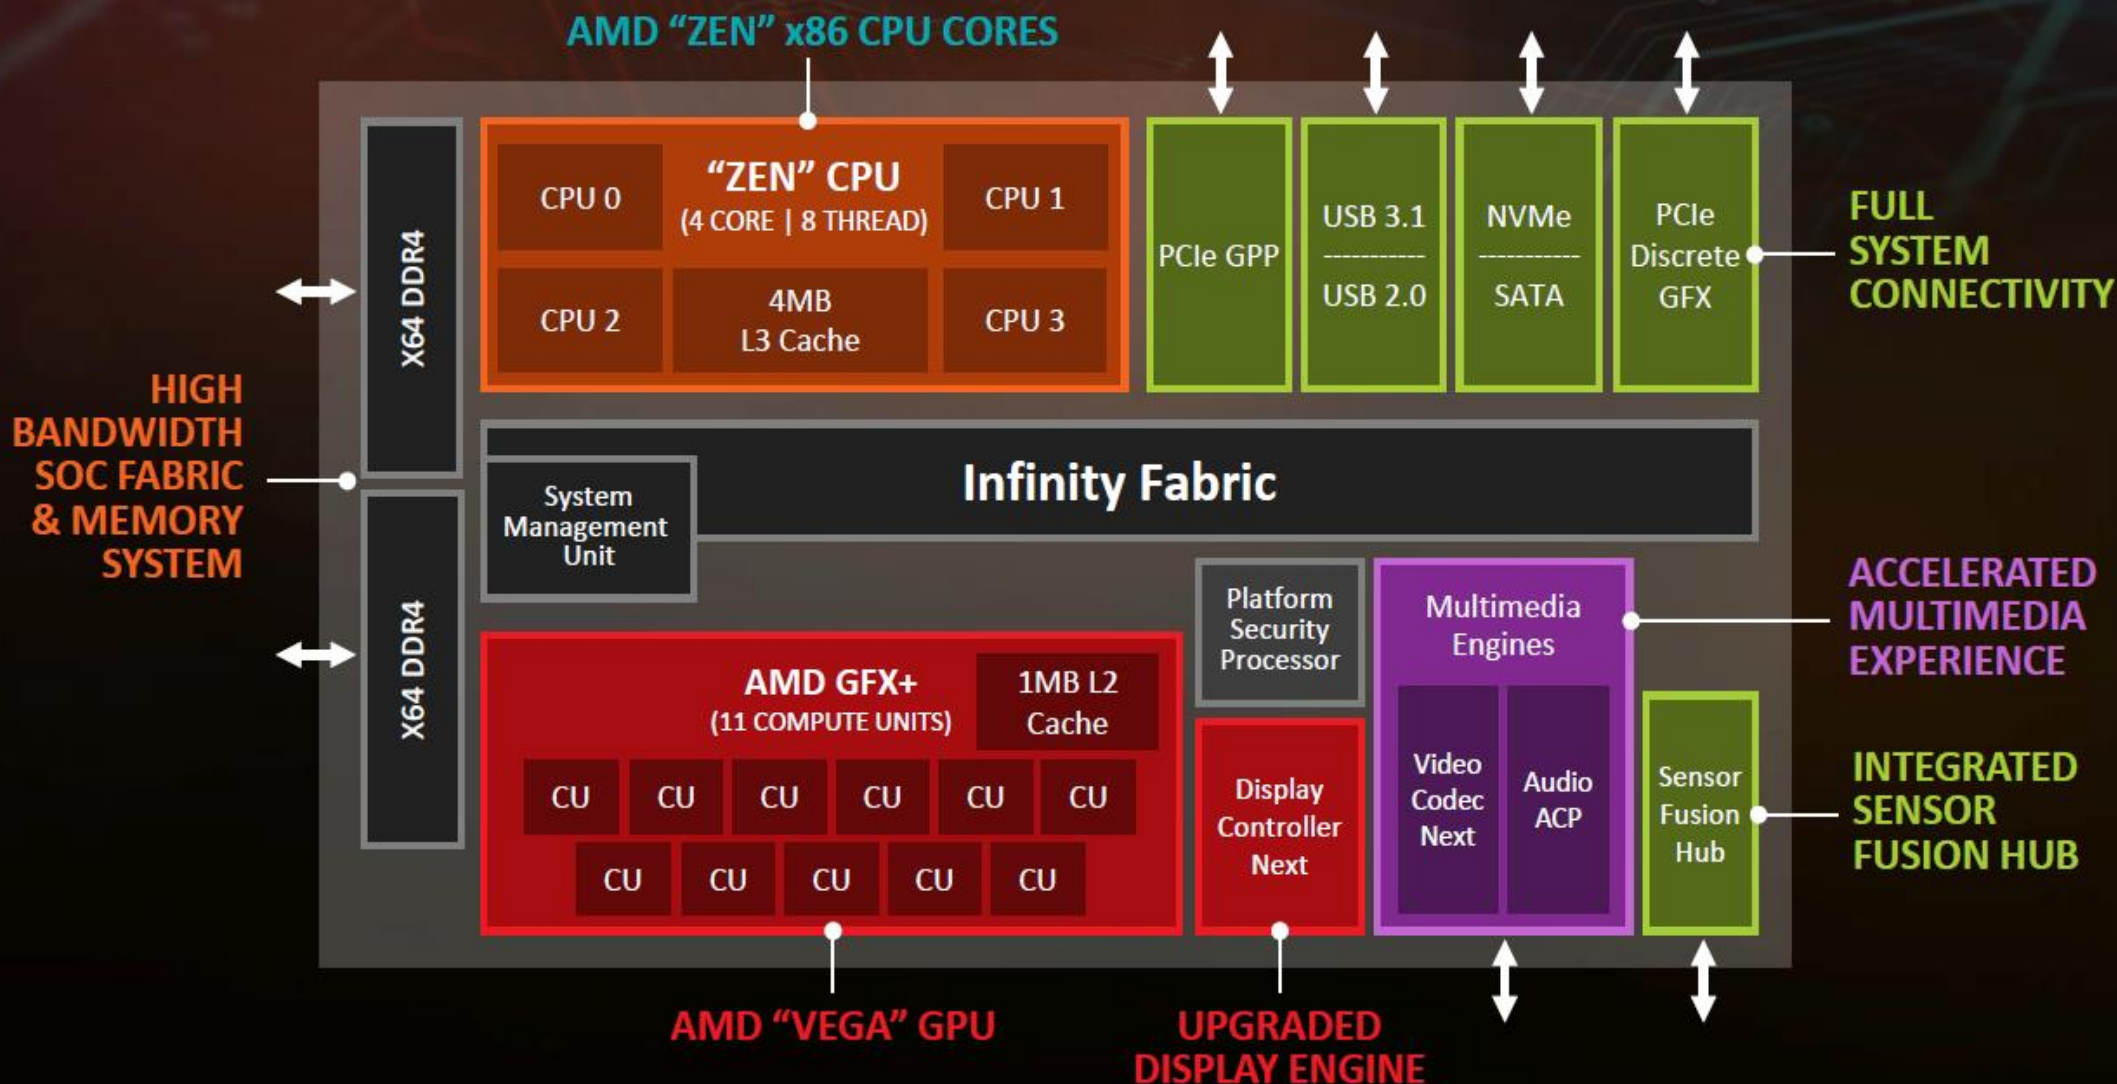 AMD “ZEN” x86 CPU CORES
“ZEN” CPU
(4 CORE | 8 THREAD)
CPU 0
CPU 1
CPU 2
4MB
L3 Cache
CPU 3
PCIe GPP
USB 3.1
-----------
USB 2.0
NVMe
-----------
SATA
PCIe
Discrete
GFX
FULL
SYSTEM
CONNECTIVITY
X64 DDR4
X64 DDR4
HIGH
BANDWIDTH
SOC FABRIC
& MEMORY
SYSTEM
Infinity Fabric
System
Management
Unit
Platform
Security
Processor
Multimedia
Engines
Video
Codec
Next
Audio
ACP
ACCELERATED
MULTIMEDIA
EXPERIENCE
AMD GFX+
(11 COMPUTE UNITS)
1MB L2
Cache
CU
CU
CU
CU
CU
CU
CU
CU
CU
CU
CU
Display
Controller
Next
Sensor
Fusion
Hub
INTEGRATED
SENSOR
FUSION HUB
AMD “VEGA” GPU
UPGRADED
DISPLAY ENGINE